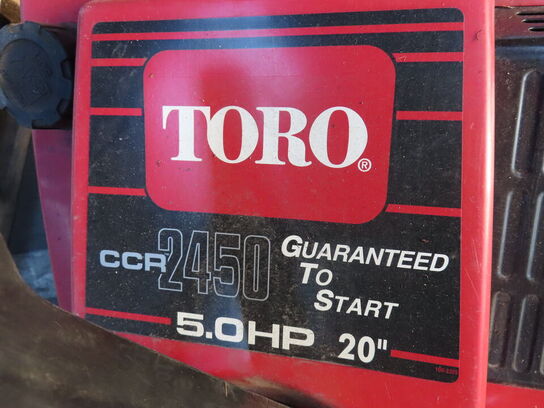 TORO®
CCR 2450
GUARANTEED
TO
START
5.0HP 20"